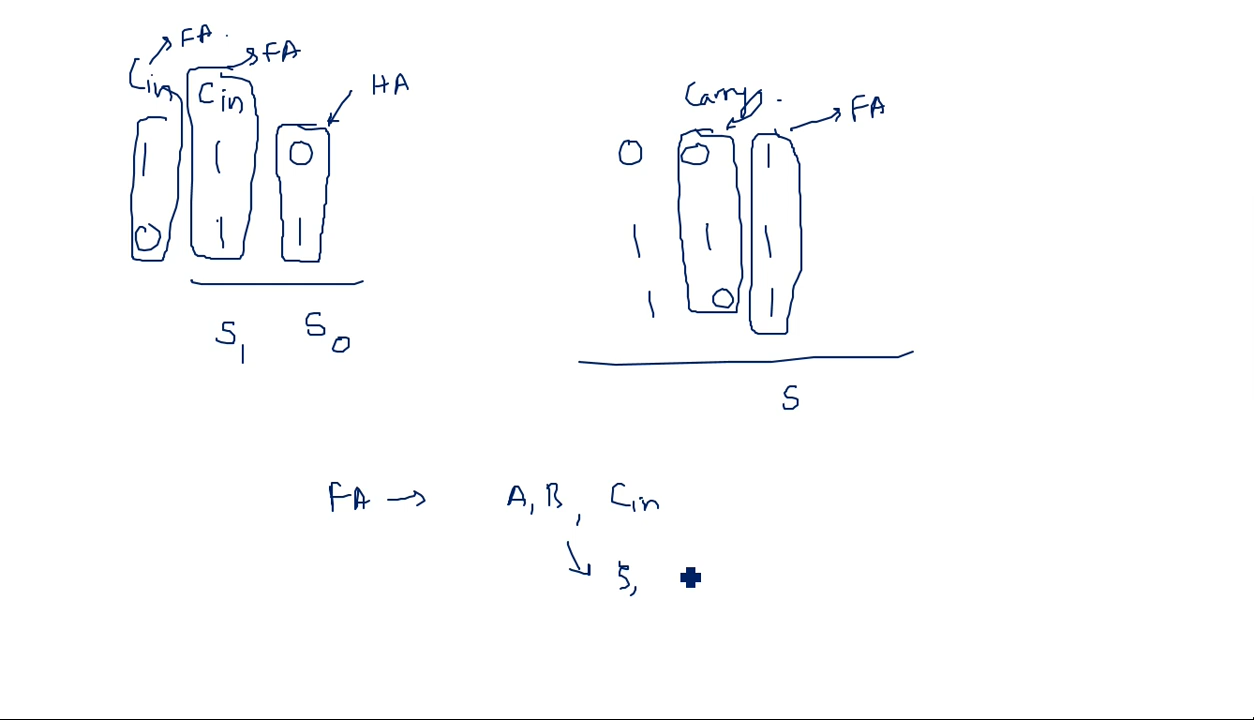 FA.
FA
Cin
Cin
HA
1 1 0
0 1 1
S1 S0
Carry.
FA
0 0 1
1 1 1
1 0 1
S
FA → A, B, Cin
↘ S,